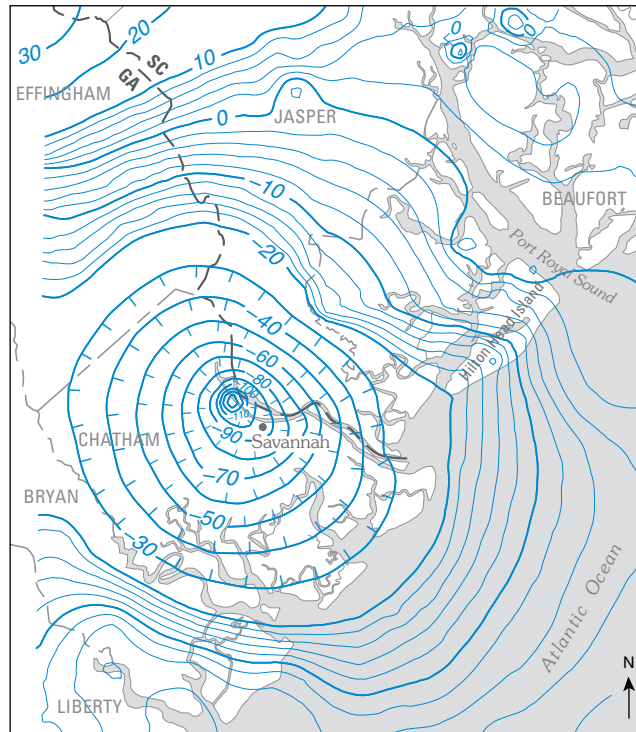 30
20
0
0
10
SC
GA
EFFINGHAM
0
JASPER
−10
BEAUFORT
−20
Port Royal Sound
−40
Hilton Head Island
−60
80
−100
−110
CHATHAM
−90
Savannah
−70
BRYAN
−50
−30
Atlantic Ocean
N
LIBERTY